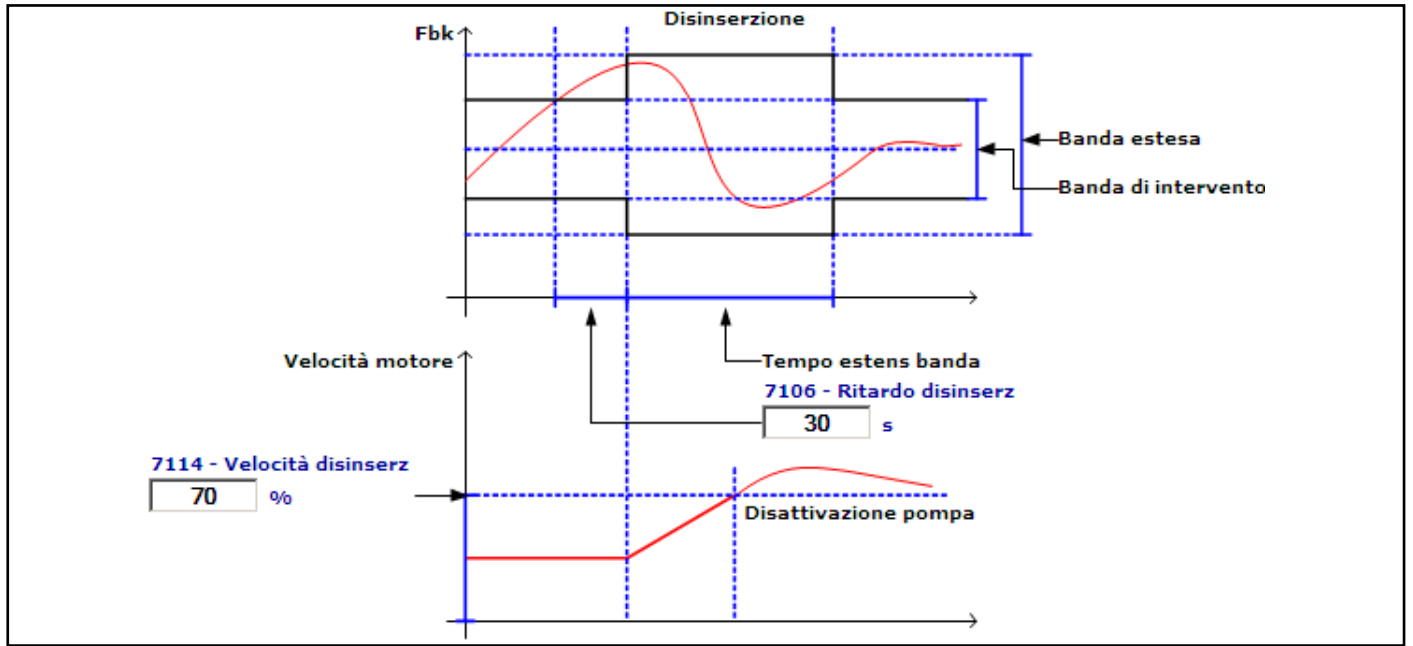 Disinserzione
Fbk
Banda estesa
Banda di intervento
Velocità motore
Tempo estens banda
7106 - Ritardo disinserz
30 s
7114 - Velocità disinserz
70 %
Disattivazione pompa